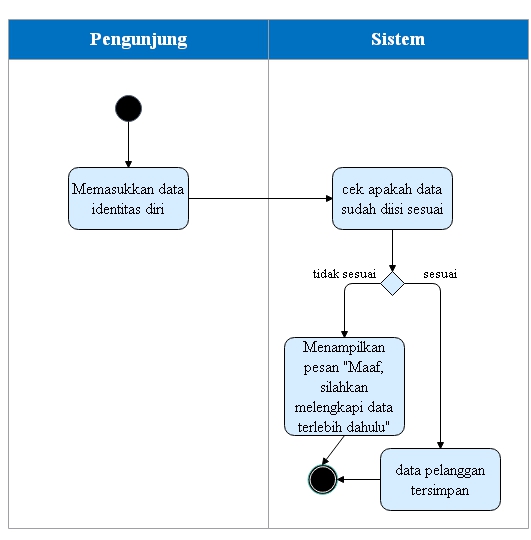 Pengunjung
Sistem
Memasukkan data
identitas diri
cek apakah data
sudah diisi sesuai
tidak sesuai
sesuai
Menampilkan
pesan "Maaf,
silahkan
melengkapi data
terlebih dahulu"
data pelanggan
tersimpan